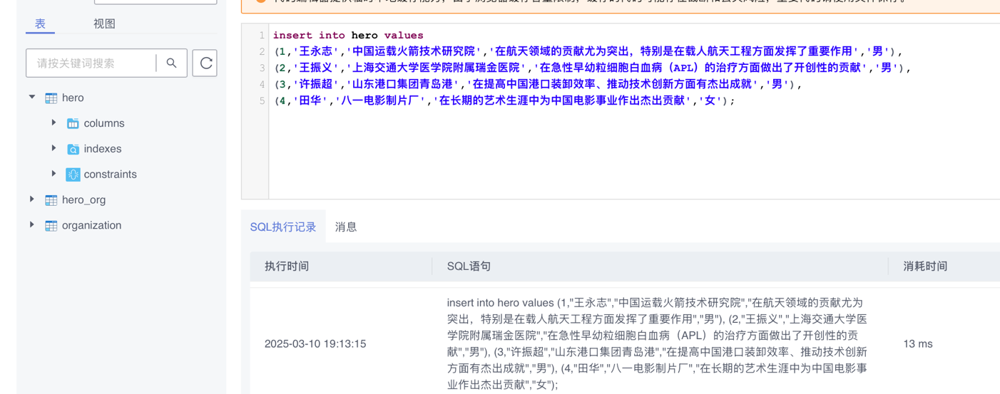 表 视图
请按关键词搜索
hero
columns
indexes
constraints
hero_org
organization
1 insert into hero values
2 (1,'王永志','中国运载火箭技术研究院','在航天领域的贡献尤为突出，特别是在载人航天工程方面发挥了重要作用','男'),
3 (2,'王振义','上海交通大学医学院附属瑞金医院','在急性早幼粒细胞白血病（APL）的治疗方面做出了开创性的贡献','男'),
4 (3,'许振超','山东港口集团青岛港','在提高中国港口装卸效率、推动技术创新方面有杰出成就','男'),
5 (4,'田华','八一电影制片厂','在长期的艺术生涯中为中国电影事业作出杰出贡献','女');
SQL执行记录 消息
执行时间 SQL语句 消耗时间
insert into hero values (1,"王永志","中国运载火箭技术研究院","在航天领域的贡献尤为
突出，特别是在载人航天工程方面发挥了重要作用","男"), (2,"王振义","上海交通大学医
学院附属瑞金医院","在急性早幼粒细胞白血病（APL）的治疗方面做出了开创性的贡
2025-03-10 19:13:15 献","男"), (3,"许振超","山东港口集团青岛港","在提高中国港口装卸效率、推动技术创新 13 ms
方面有杰出成就","男"), (4,"田华","八一电影制片厂","在长期的艺术生涯中为中国电影事
业作出杰出贡献","女");